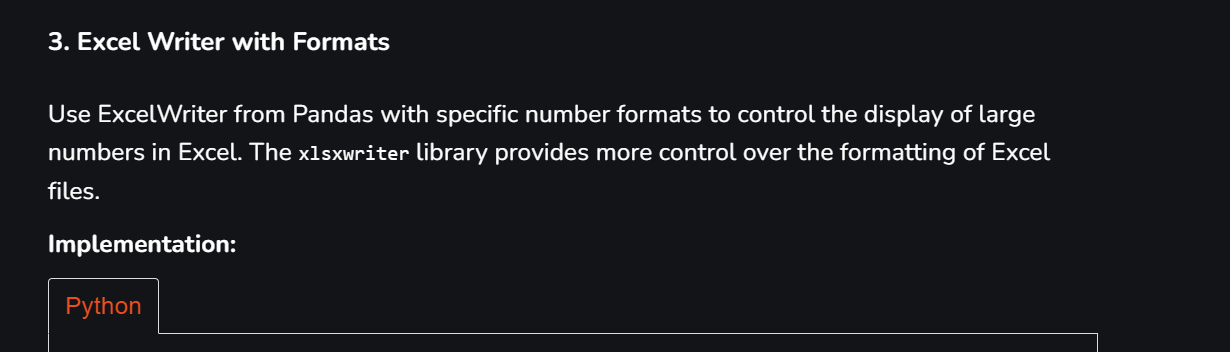 3. Excel Writer with Formats
Use ExcelWriter from Pandas with specific number formats to control the display of large
numbers in Excel. The xlsxwriter library provides more control over the formatting of Excel
files.
Implementation:
Python